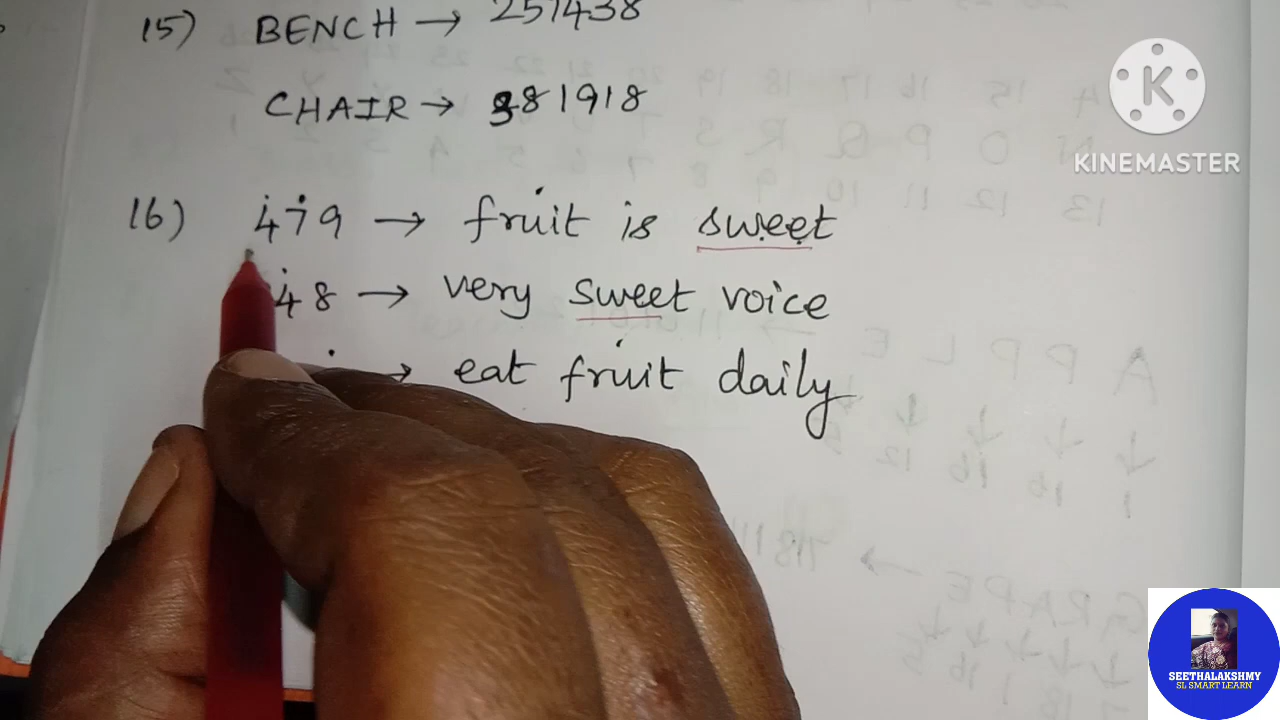 15) BENCH → 251438
CHAIR → 381918
16) 479 → fruit is sweet
48 → very sweet voice
→ eat fruit daily
KINEMASTER
SEETHALAKSHMY
SL SMART LEARN